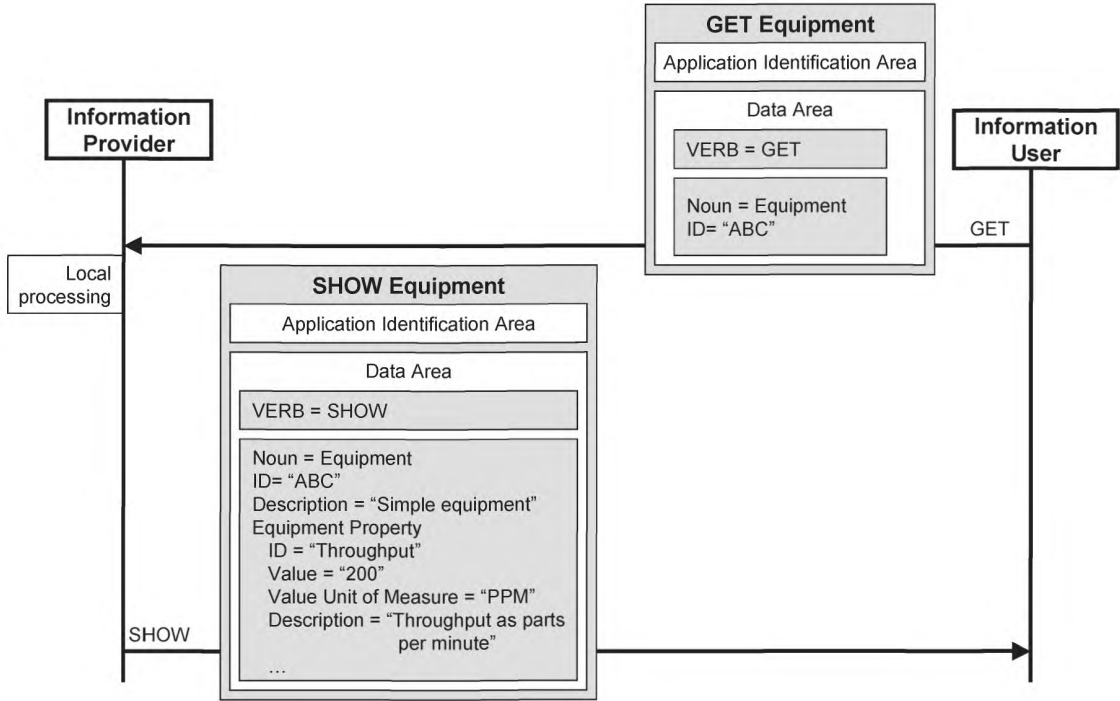 GET Equipment
Application Identification Area
Data Area
VERB = GET
Noun = Equipment
ID= “ABC”
Information
Provider
Information
User
GET
Local
processing
SHOW Equipment
Application Identification Area
Data Area
VERB = SHOW
Noun = Equipment
ID= “ABC”
Description = “Simple equipment”
Equipment Property
ID = “Throughput”
Value = “200”
Value Unit of Measure = “PPM”
Description = “Throughput as parts
per minute”
…
SHOW